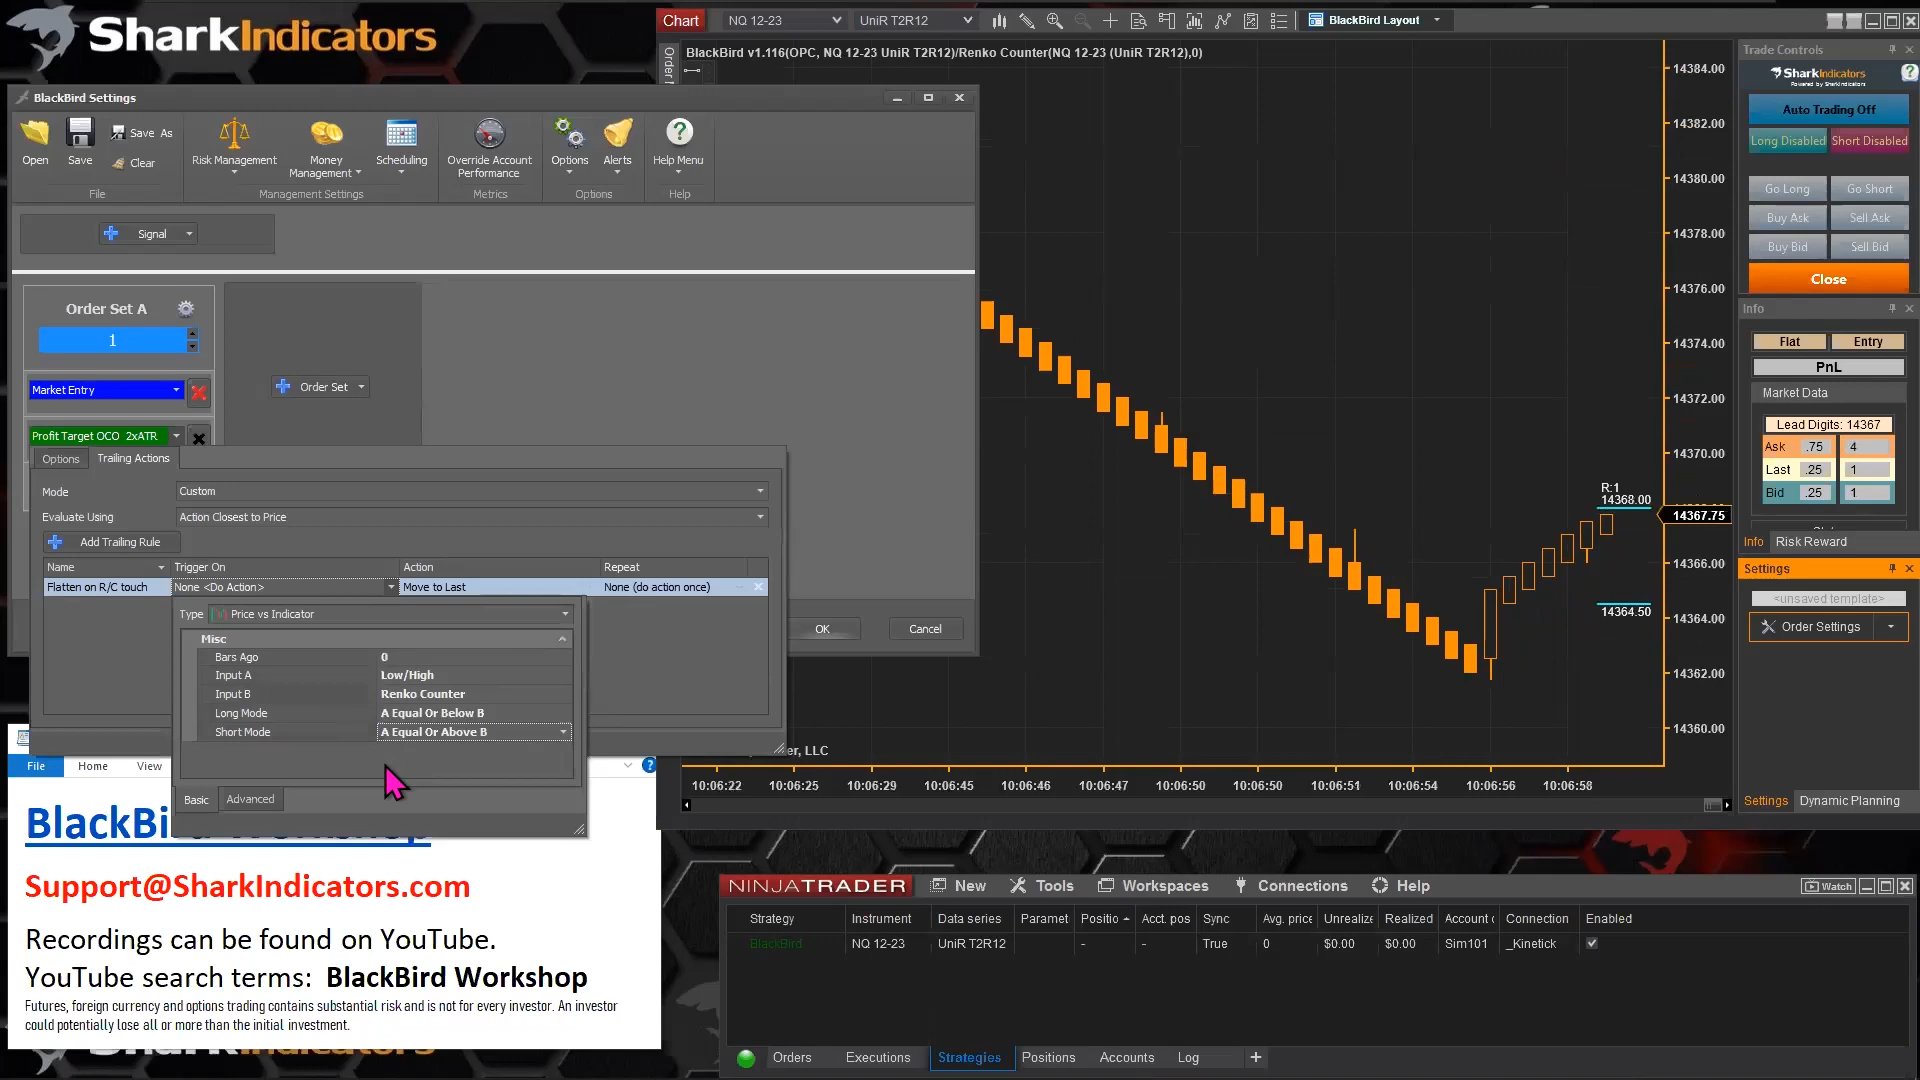 SharkIndicators
Chart
NQ 12-23
UniR T2R12
BlackBird Layout
BlackBird v1.116(OPC, NQ 12-23 UniR T2R12)/Renko Counter(NQ 12-23 (UniR T2R12),0)
BlackBird Settings
Open
Save
Save As
Clear
File
Risk Management
Money Management
Scheduling
Management Settings
Override Account Performance
Metrics
Options
Alerts
Options
Help Menu
Help
Signal
Order Set A
1
Market Entry
Profit Target OCO 2xATR
Order Set
Options
Trailing Actions
Mode
Custom
Evaluate Using
Action Closest to Price
Add Trailing Rule
Name
Trigger On
Action
Repeat
Flatten on R/C touch
None <Do Action>
Move to Last
None (do action once)
Type
Price vs Indicator
Misc
Bars Ago
0
Input A
Low/High
Input B
Renko Counter
Long Mode
A Equal Or Below B
Short Mode
A Equal Or Above B
Basic
Advanced
OK
Cancel
14384.00
14382.00
14380.00
14378.00
14376.00
14374.00
14372.00
14370.00
R:1
14368.00
14367.75
14366.00
14364.50
14364.00
14362.00
14360.00
er, LLC
10:06:22
10:06:25
10:06:29
10:06:45
10:06:47
10:06:50
10:06:50
10:06:51
10:06:54
10:06:56
10:06:56
10:06:58
Trade Controls
SharkIndicators
Powered by SharkIndicators
Auto Trading Off
Long Disabled
Short Disabled
Go Long
Go Short
Buy Ask
Sell Ask
Buy Bid
Sell Bid
Close
Info
Flat
Entry
PnL
Market Data
Lead Digits: 14367
Ask
.75
4
Last
.25
1
Bid
.25
1
Info
Risk Reward
Settings
<unsaved template>
Order Settings
Settings
Dynamic Planning
File
Home
View
BlackBi
Support@SharkIndicators.com
Recordings can be found on YouTube.
YouTube search terms: BlackBird Workshop
Futures, foreign currency and options trading contains substantial risk and is not for every investor. An investor
could potentially lose all or more than the initial investment.
NINJATRADER
New
Tools
Workspaces
Connections
Help
Watch
Strategy
Instrument
Data series
Paramet
Positio
Acct. pos
Sync
Avg. price
Unrealize
Realized
Account
Connection
Enabled
BlackBird
NQ 12-23
UniR T2R12
-
-
True
0
$0.00
$0.00
Sim101
_Kinetick
Orders
Executions
Strategies
Positions
Accounts
Log
+